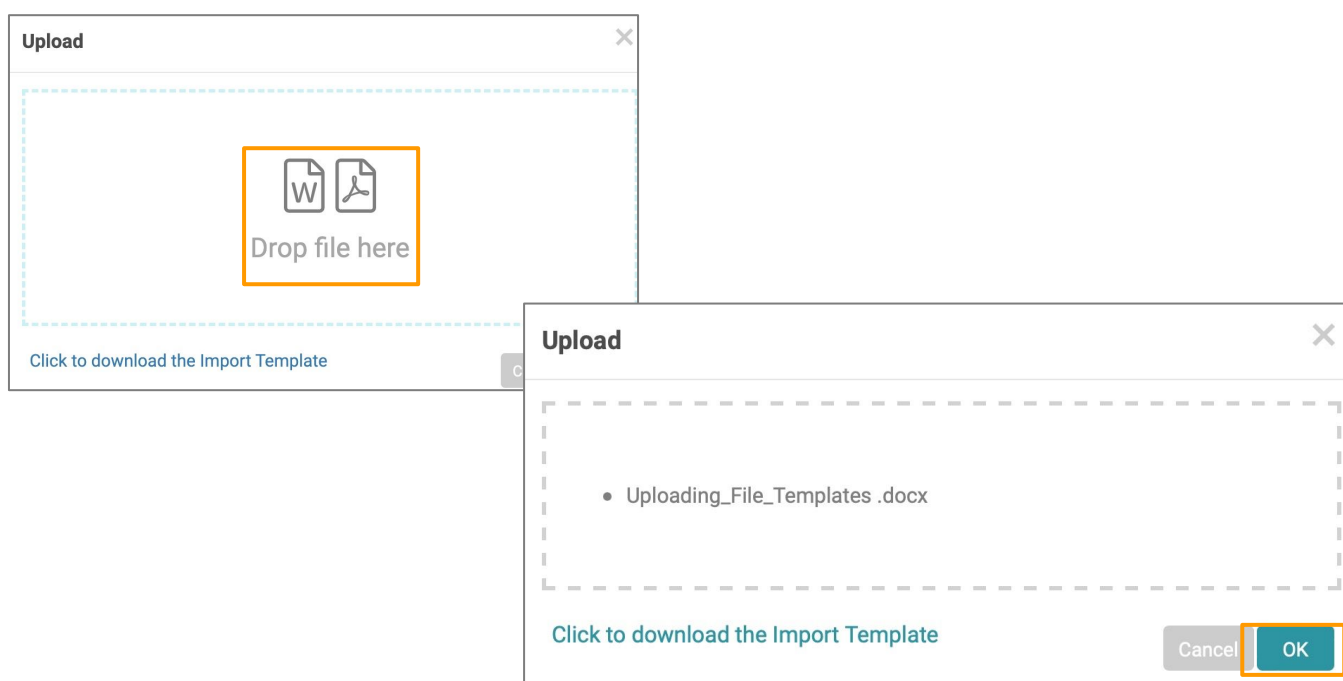 Upload
W
Drop file here
Click to download the Import Template
C
Upload
Uploading_File_Templates .docx
Click to download the Import Template
Cancel
OK